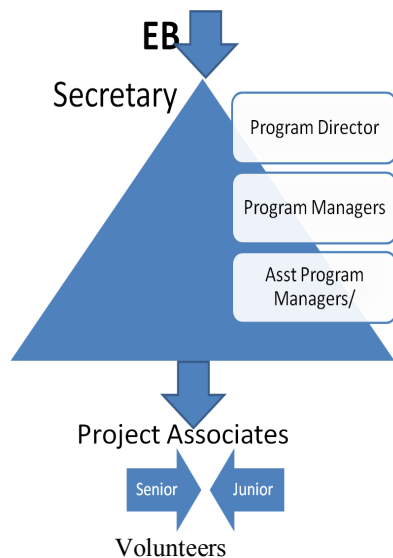 EB
Secretary
Program Director
Program Managers
Asst Program
Managers/
Project Associates
Senior
Junior
Volunteers